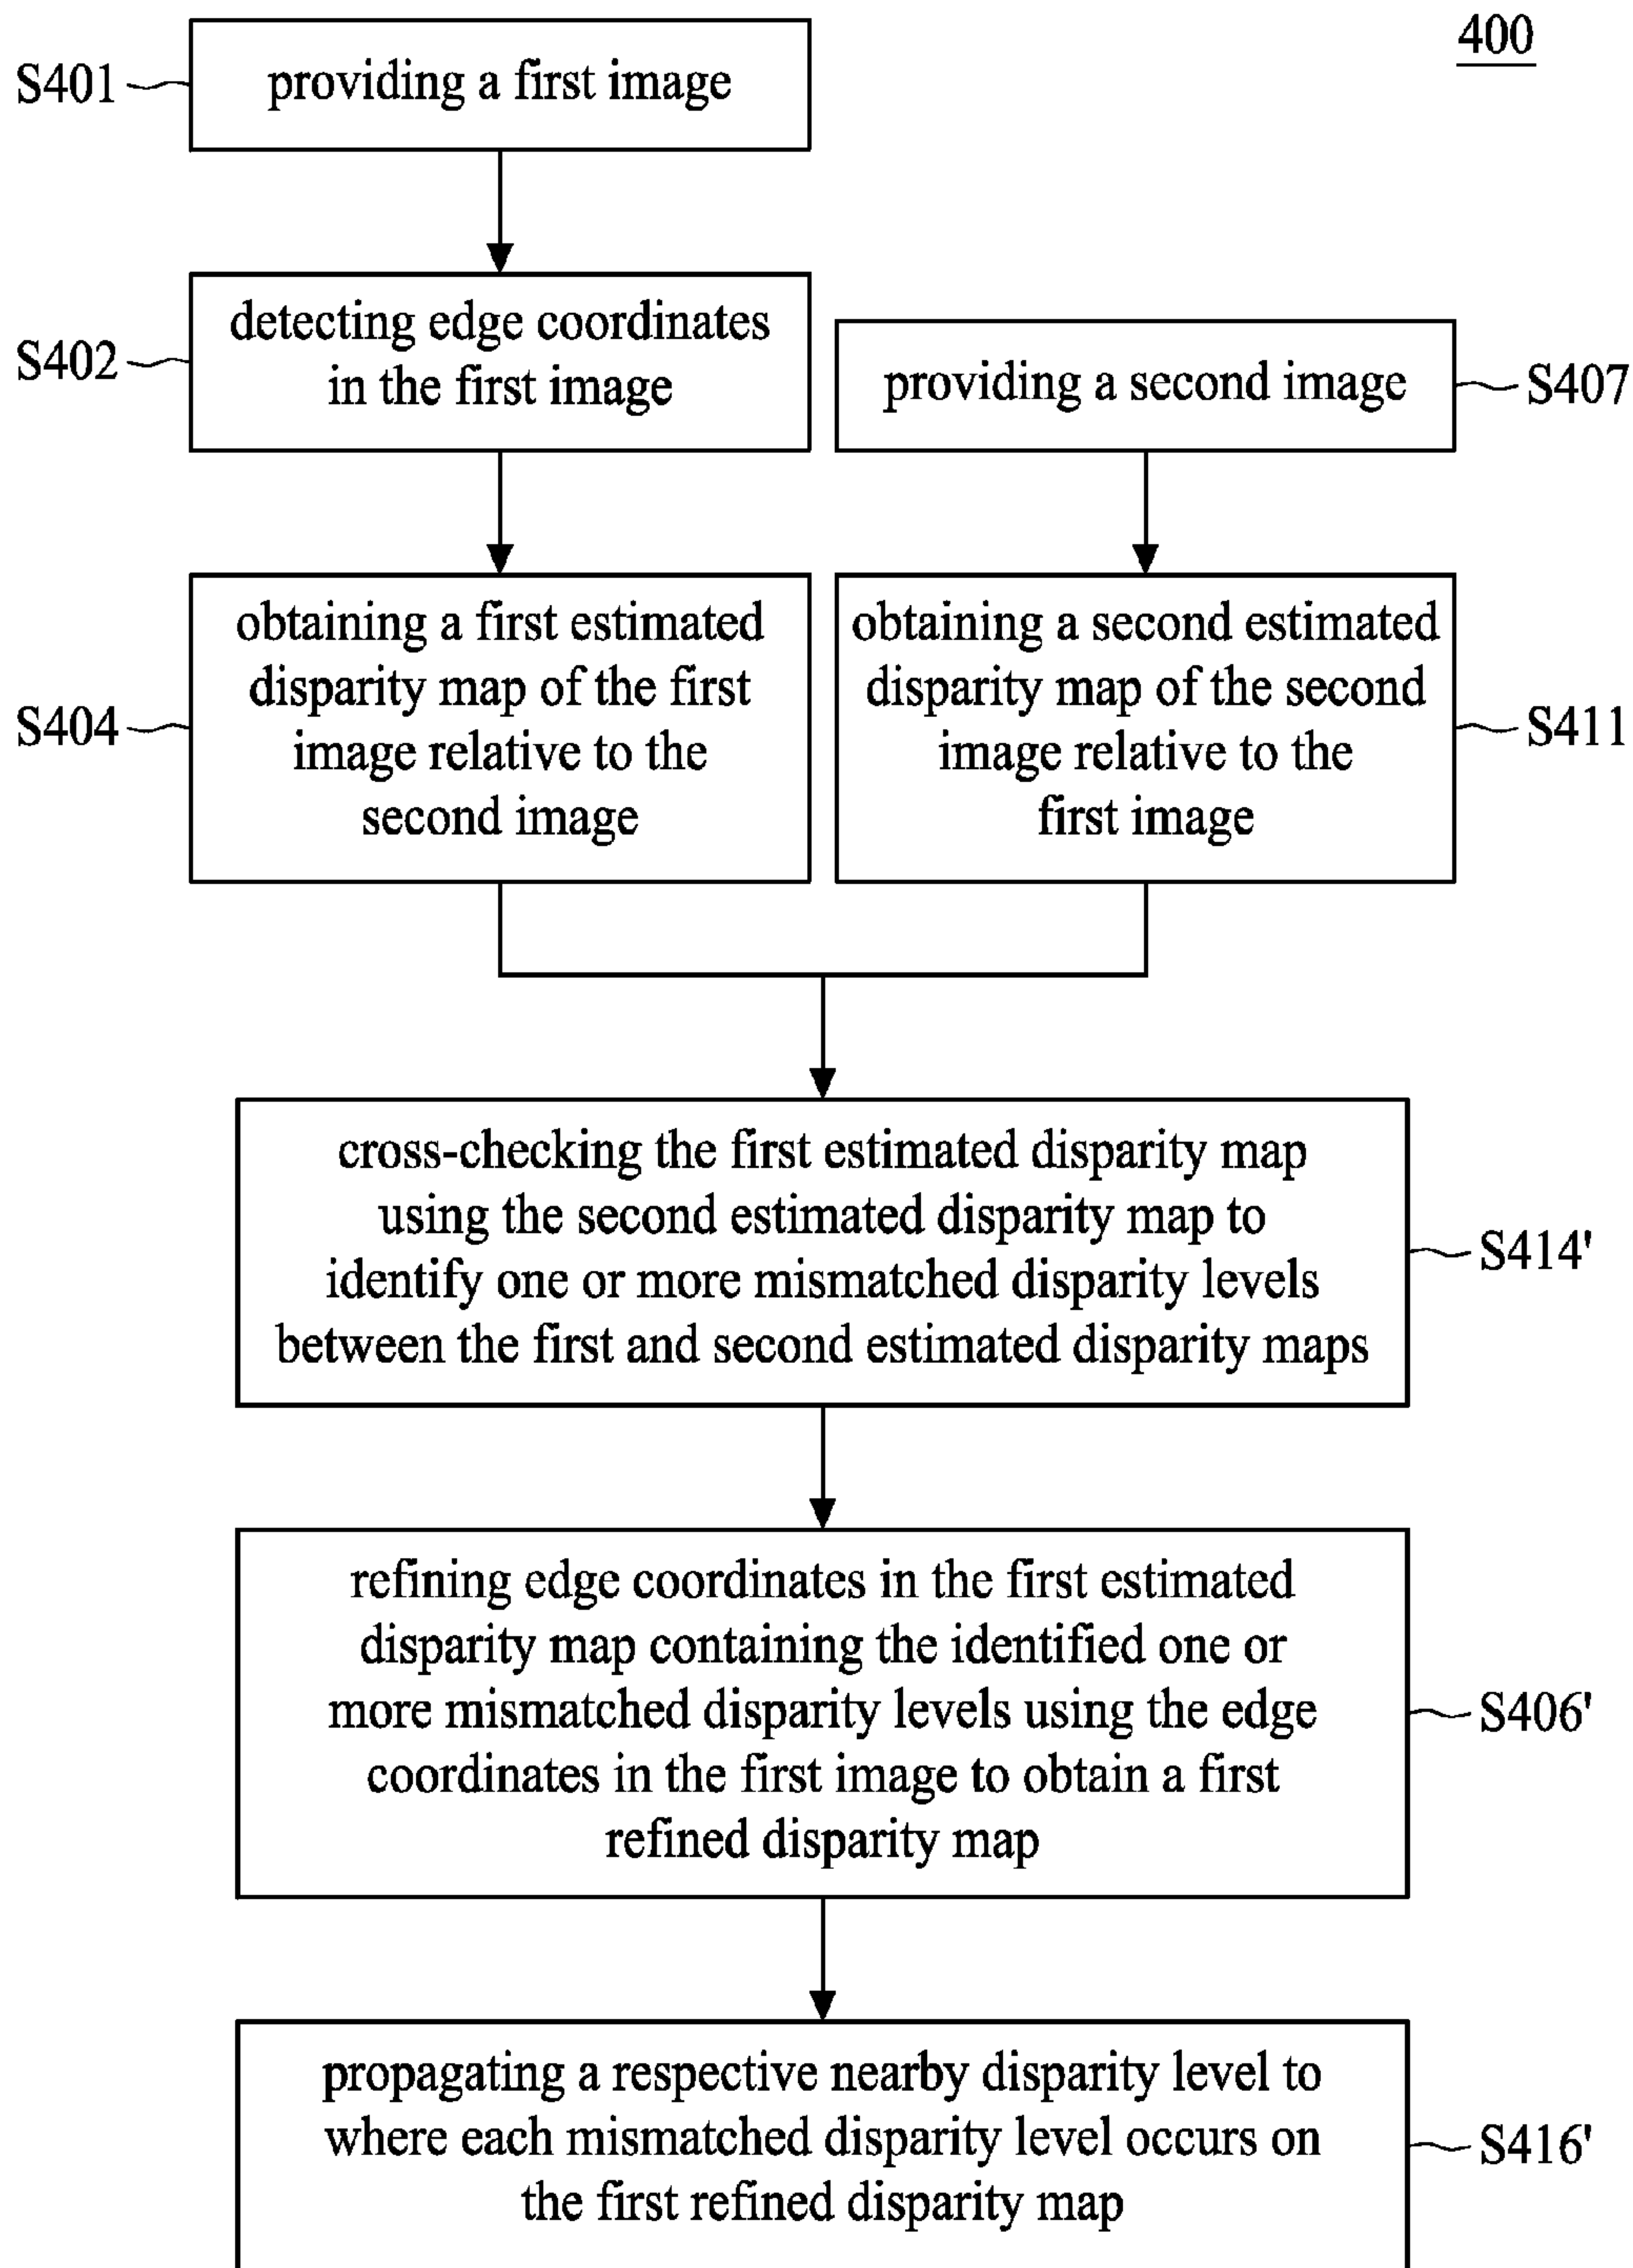 400
S401
providing a first image
S402
detecting edge coordinates
in the first image
providing a second image
S407
S404
obtaining a first estimated
disparity map of the first
image relative to the
second image
obtaining a second estimated
disparity map of the second
image relative to the
first image
S411
cross-checking the first estimated disparity map
using the second estimated disparity map to
identify one or more mismatched disparity levels
between the first and second estimated disparity maps
S414'
refining edge coordinates in the first estimated
disparity map containing the identified one or
more mismatched disparity levels using the edge
coordinates in the first image to obtain a first
refined disparity map
S406'
propagating a respective nearby disparity level to
where each mismatched disparity level occurs on
the first refined disparity map
S416'